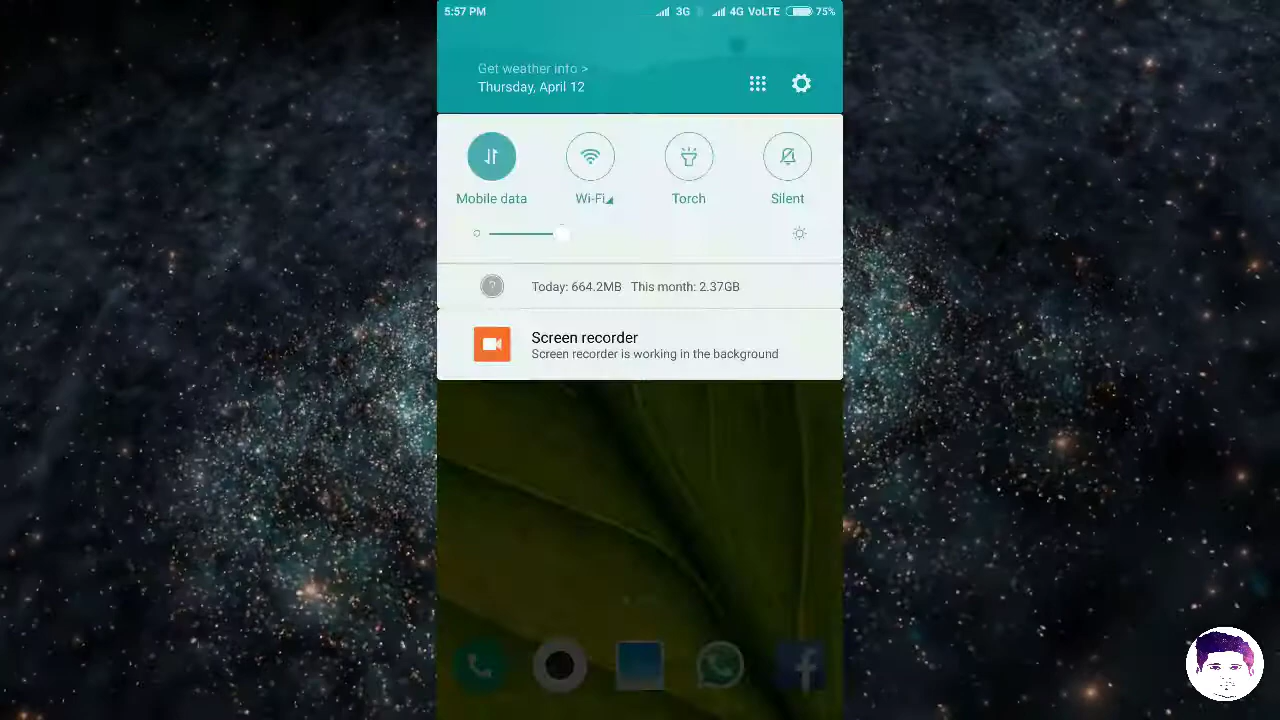 5:57 PM 3G 4G VoLTE 75%
Get weather info >
Thursday, April 12
Mobile data Wi-Fi Torch Silent
? Today: 664.2MB This month: 2.37GB
Screen recorder
Screen recorder is working in the background